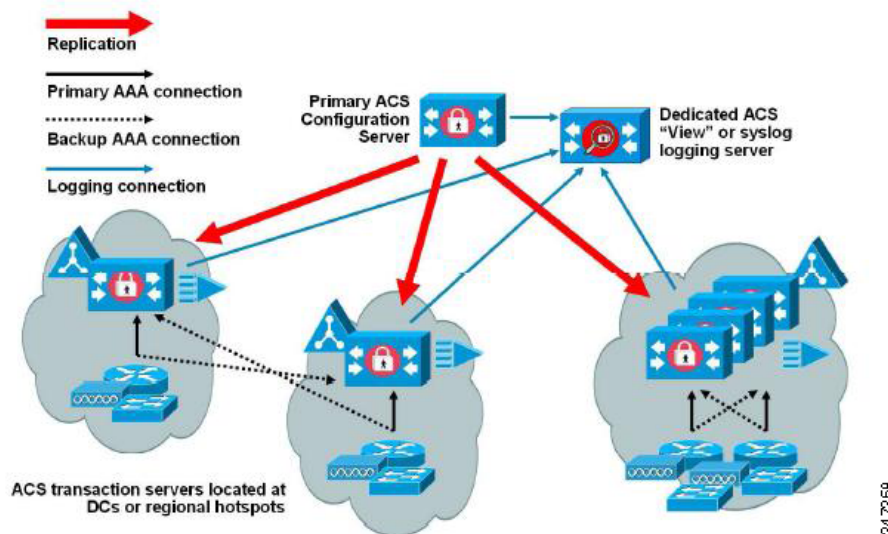 Replication
Primary AAA connection
Backup AAA connection
Logging connection
Primary ACS
Configuration
Server
Dedicated ACS
“View” or syslog
logging server
ACS transaction servers located at
DCs or regional hotspots